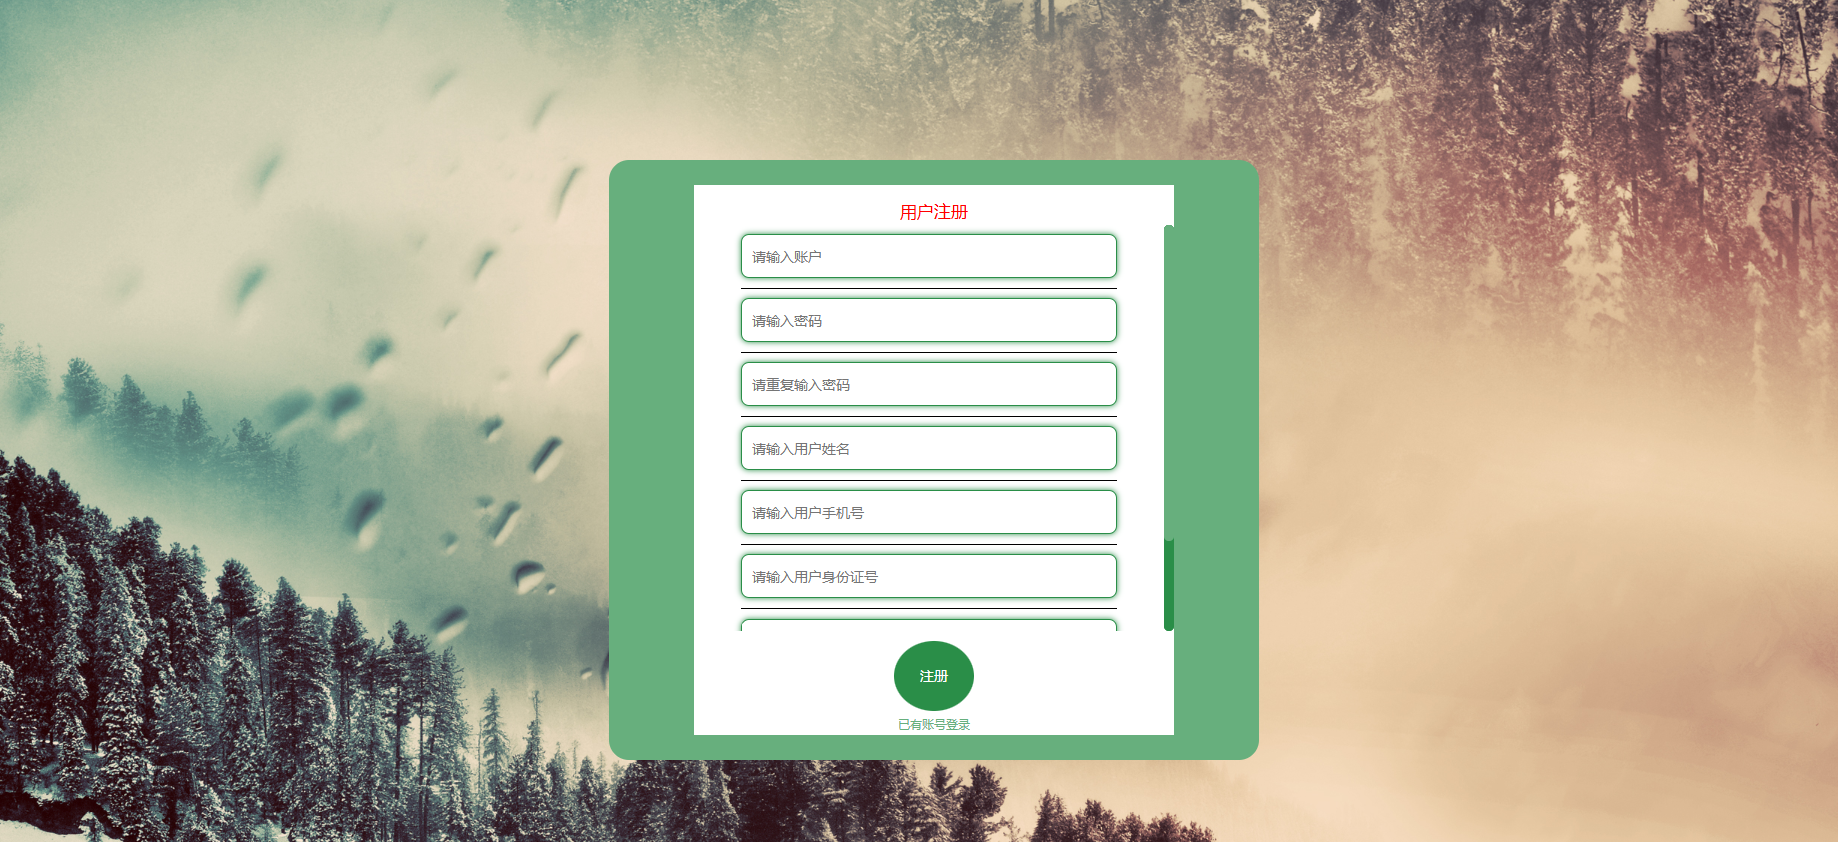 用户注册
请输入账户
请输入密码
请重复输入密码
请输入用户姓名
请输入用户手机号
请输入用户身份证号
注册
已有账号登录